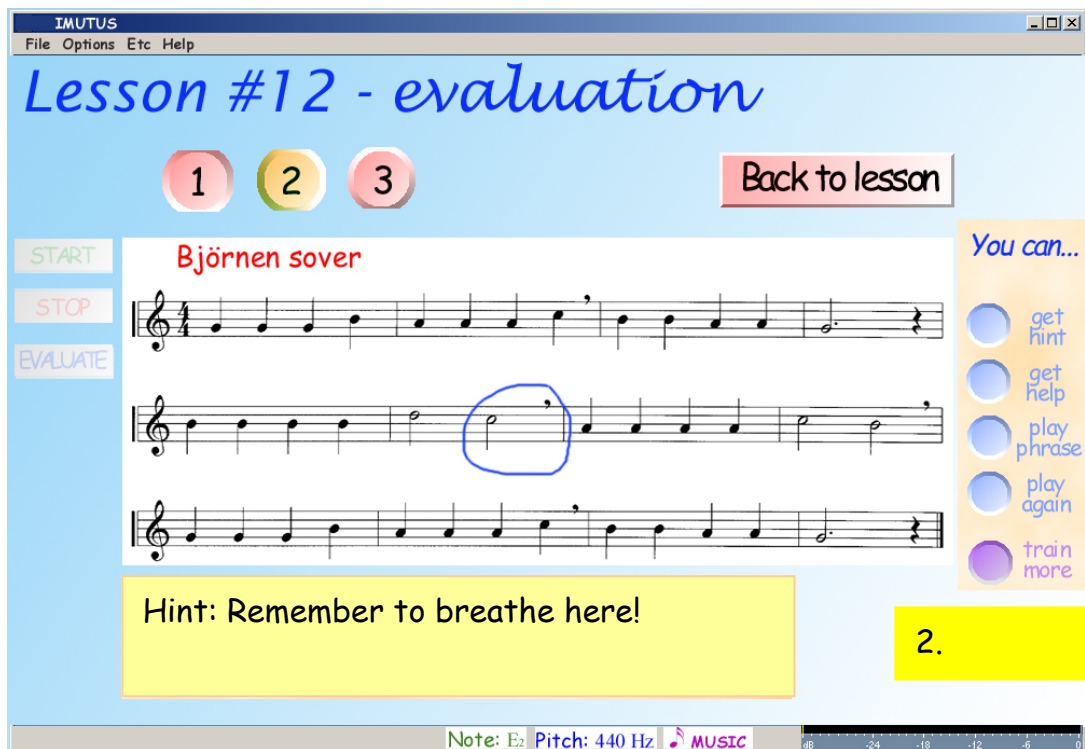 IMUTUS
File Options Etc Help
Lesson #12 - evaluation
1 2 3
Back to lesson
START
STOP
EVALUATE
Björnen sover
4
4
You can...
get
hint
get
help
play
phrase
play
again
train
more
Hint: Remember to breathe here!
2.
Note: E2 Pitch: 440 Hz MUSIC
dB -24 -18 -12 -6